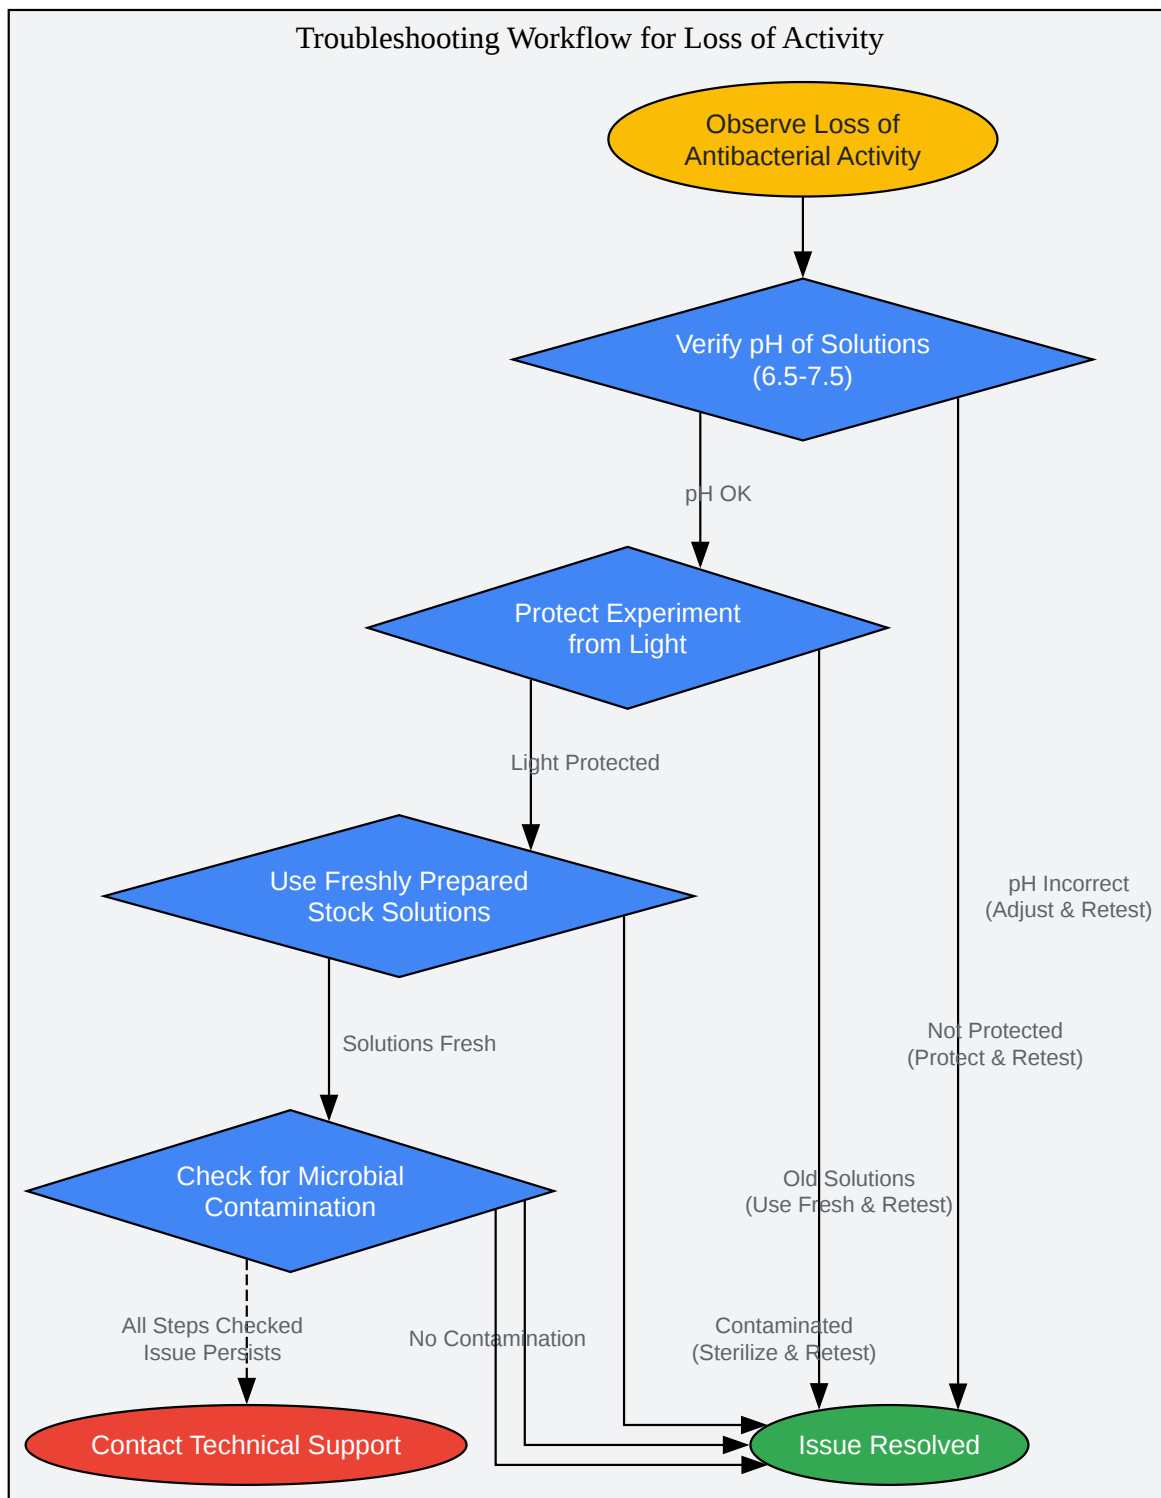 Troubleshooting Workflow for Loss of Activity
Observe Loss of
Antibacterial Activity
Verify pH of Solutions
(6.5-7.5)
pH OK
Protect Experiment
from Light
Light Protected
Use Freshly Prepared
Stock Solutions
pH Incorrect
(Adjust & Retest)
Solutions Fresh
Not Protected
(Protect & Retest)
Check for Microbial
Contamination
Old Solutions
(Use Fresh & Retest)
All Steps Checked
Issue Persists
No Contamination
Contaminated
(Sterilize & Retest)
Contact Technical Support
Issue Resolved